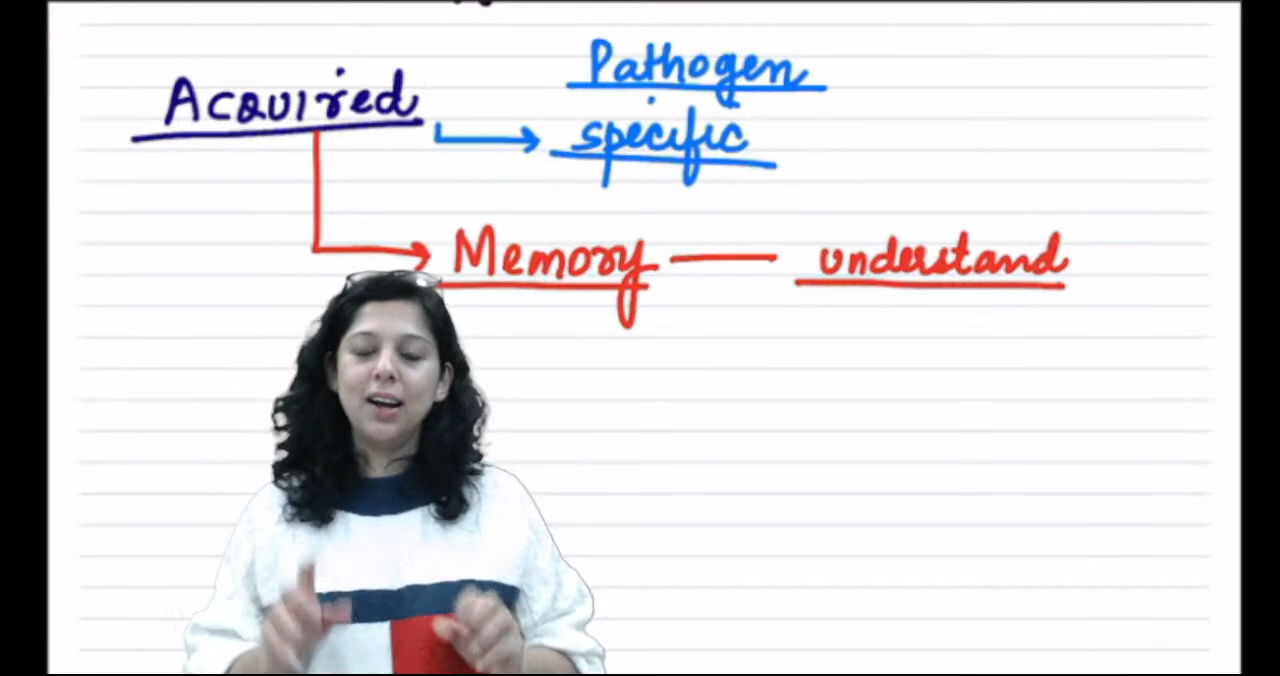 Pathogen
Acquired
specific
Memory — understand